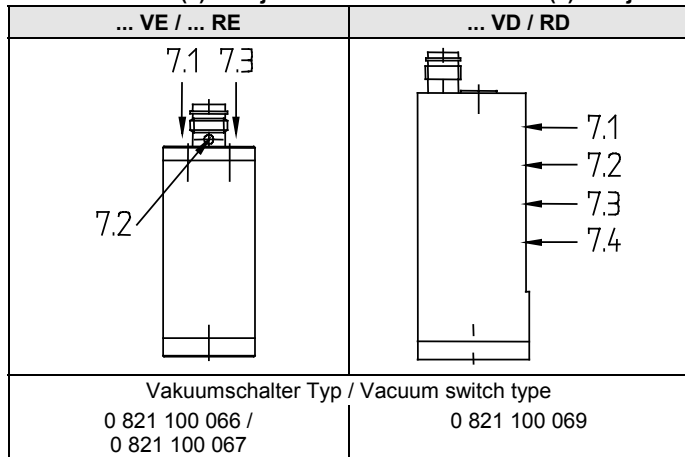 ... VE / ... RE
... VD / RD
7.1 7.3
7.2
7.1
7.2
7.3
7.4
Vakuumschalter Typ / Vacuum switch type
0 821 100 066 /
0 821 100 067
0 821 100 069